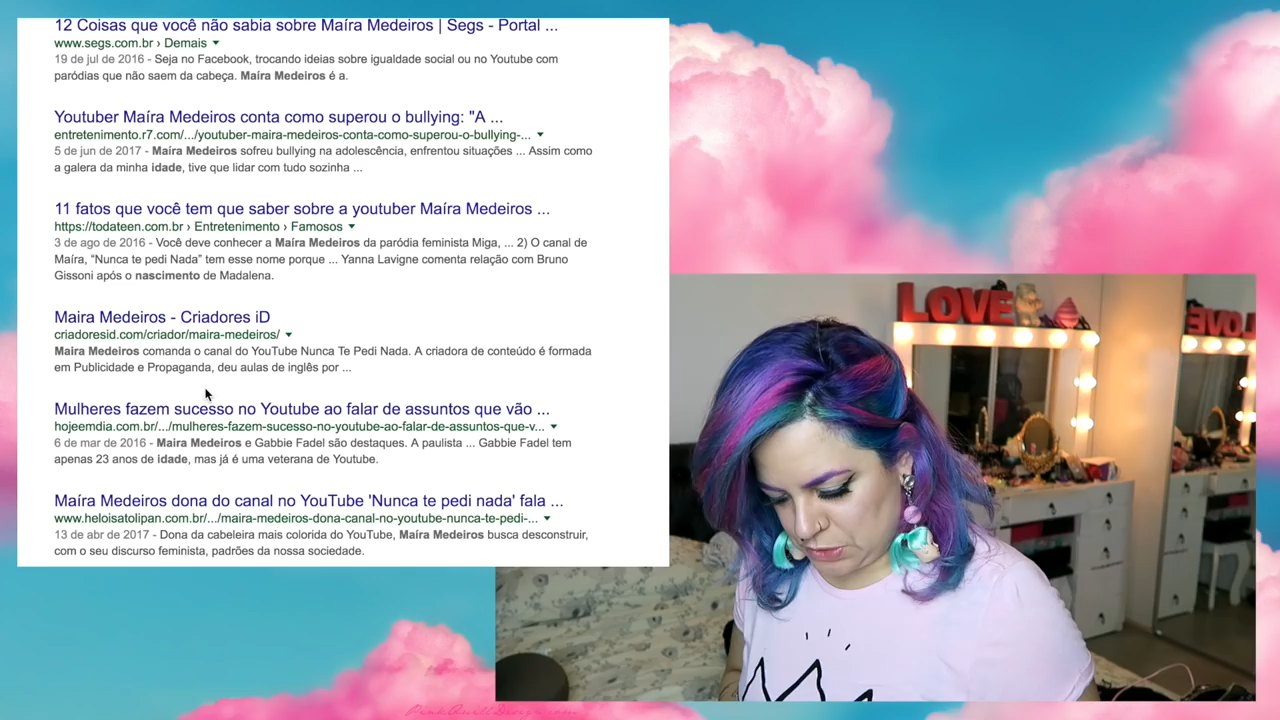 12 Coisas que você não sabia sobre Maíra Medeiros | Segs - Portal ...
www.segs.com.br › Demais
19 de jul de 2016 - Seja no Facebook, trocando ideias sobre igualdade social ou no Youtube com
paródias que não saem da cabeça. Maíra Medeiros é a.
Youtuber Maíra Medeiros conta como superou o bullying: "A ...
entretenimento.r7.com/.../youtuber-maira-medeiros-conta-como-superou-o-bullying-...
5 de jun de 2017 - Maíra Medeiros sofreu bullying na adolescência, enfrentou situações ... Assim como
a galera da minha idade, tive que lidar com tudo sozinha ...
11 fatos que você tem que saber sobre a youtuber Maíra Medeiros ...
https://todateen.com.br › Entretenimento › Famosos
3 de ago de 2016 - Você deve conhecer a Maíra Medeiros da paródia feminista Miga, ... 2) O canal de
Maíra, “Nunca te pedi Nada” tem esse nome porque ... Yanna Lavigne comenta relação com Bruno
Gissoni após o nascimento de Madalena.
Maira Medeiros - Criadores iD
criadoresid.com/criador/maira-medeiros/
Maira Medeiros comanda o canal do YouTube Nunca Te Pedi Nada. A criadora de conteúdo é formada
em Publicidade e Propaganda, deu aulas de inglês por ...
Mulheres fazem sucesso no Youtube ao falar de assuntos que vão ...
hojeemdia.com.br/.../mulheres-fazem-sucesso-no-youtube-ao-falar-de-assuntos-que-v...
6 de mar de 2016 - Maira Medeiros e Gabbie Fadel são destaques. A paulista ... Gabbie Fadel tem
apenas 23 anos de idade, mas já é uma veterana de Youtube.
Maíra Medeiros dona do canal no YouTube 'Nunca te pedi nada' fala ...
www.heloisatolipan.com.br/.../maira-medeiros-dona-canal-no-youtube-nunca-te-pedi-...
13 de abr de 2017 - Dona da cabeleira mais colorida do YouTube, Maíra Medeiros busca desconstruir,
com o seu discurso feminista, padrões da nossa sociedade.
LOVE